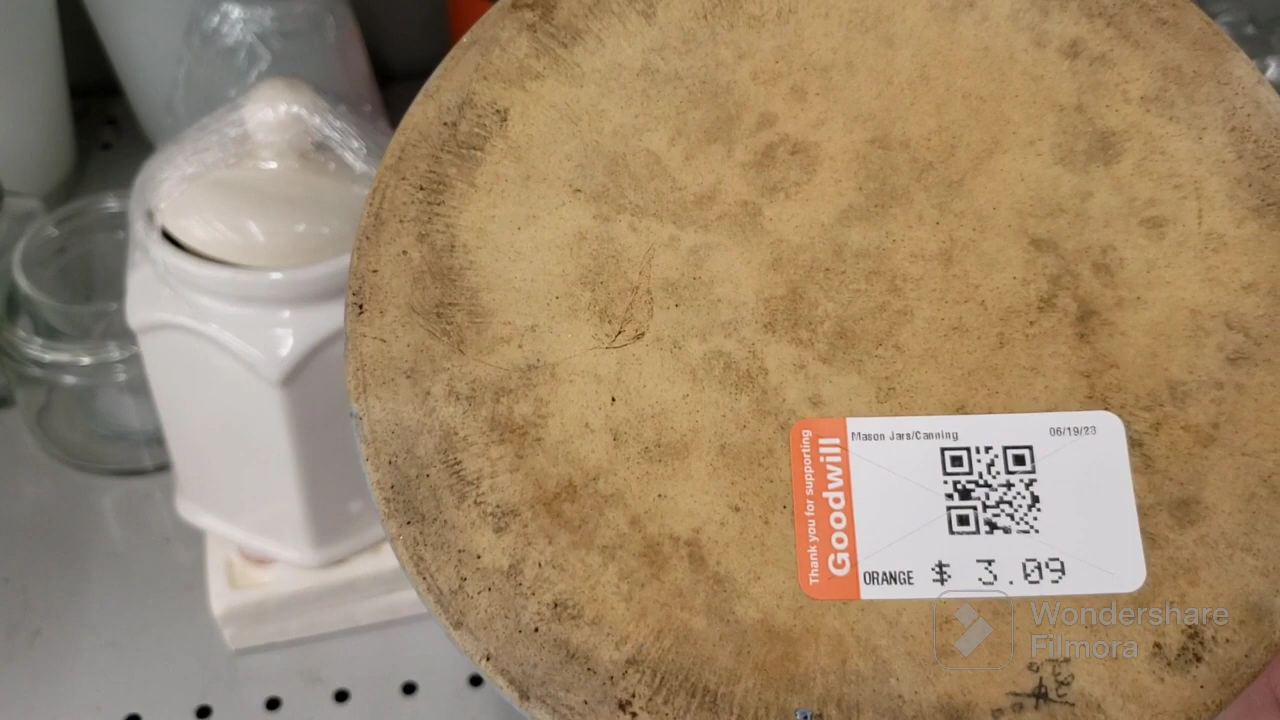 Thank you for supporting
Goodwill
Mason Jars/Canning
06/19/23
ORANGE $ 3.09
Wondershare
Filmora